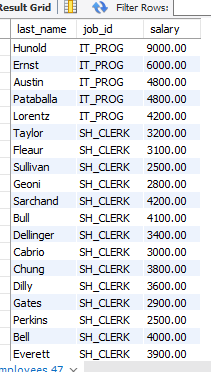 Result Grid Filter Rows:
last_name job_id salary
Hunold IT_PROG 9000.00
Ernst IT_PROG 6000.00
Austin IT_PROG 4800.00
Pataballa IT_PROG 4800.00
Lorentz IT_PROG 4200.00
Taylor SH_CLERK 3200.00
Fleaur SH_CLERK 3100.00
Sullivan SH_CLERK 2500.00
Geoni SH_CLERK 2800.00
Sarchand SH_CLERK 4200.00
Bull SH_CLERK 4100.00
Dellinger SH_CLERK 3400.00
Cabrio SH_CLERK 3000.00
Chung SH_CLERK 3800.00
Dilly SH_CLERK 3600.00
Gates SH_CLERK 2900.00
Perkins SH_CLERK 2500.00
Bell SH_CLERK 4000.00
Everett SH_CLERK 3900.00
employees 47